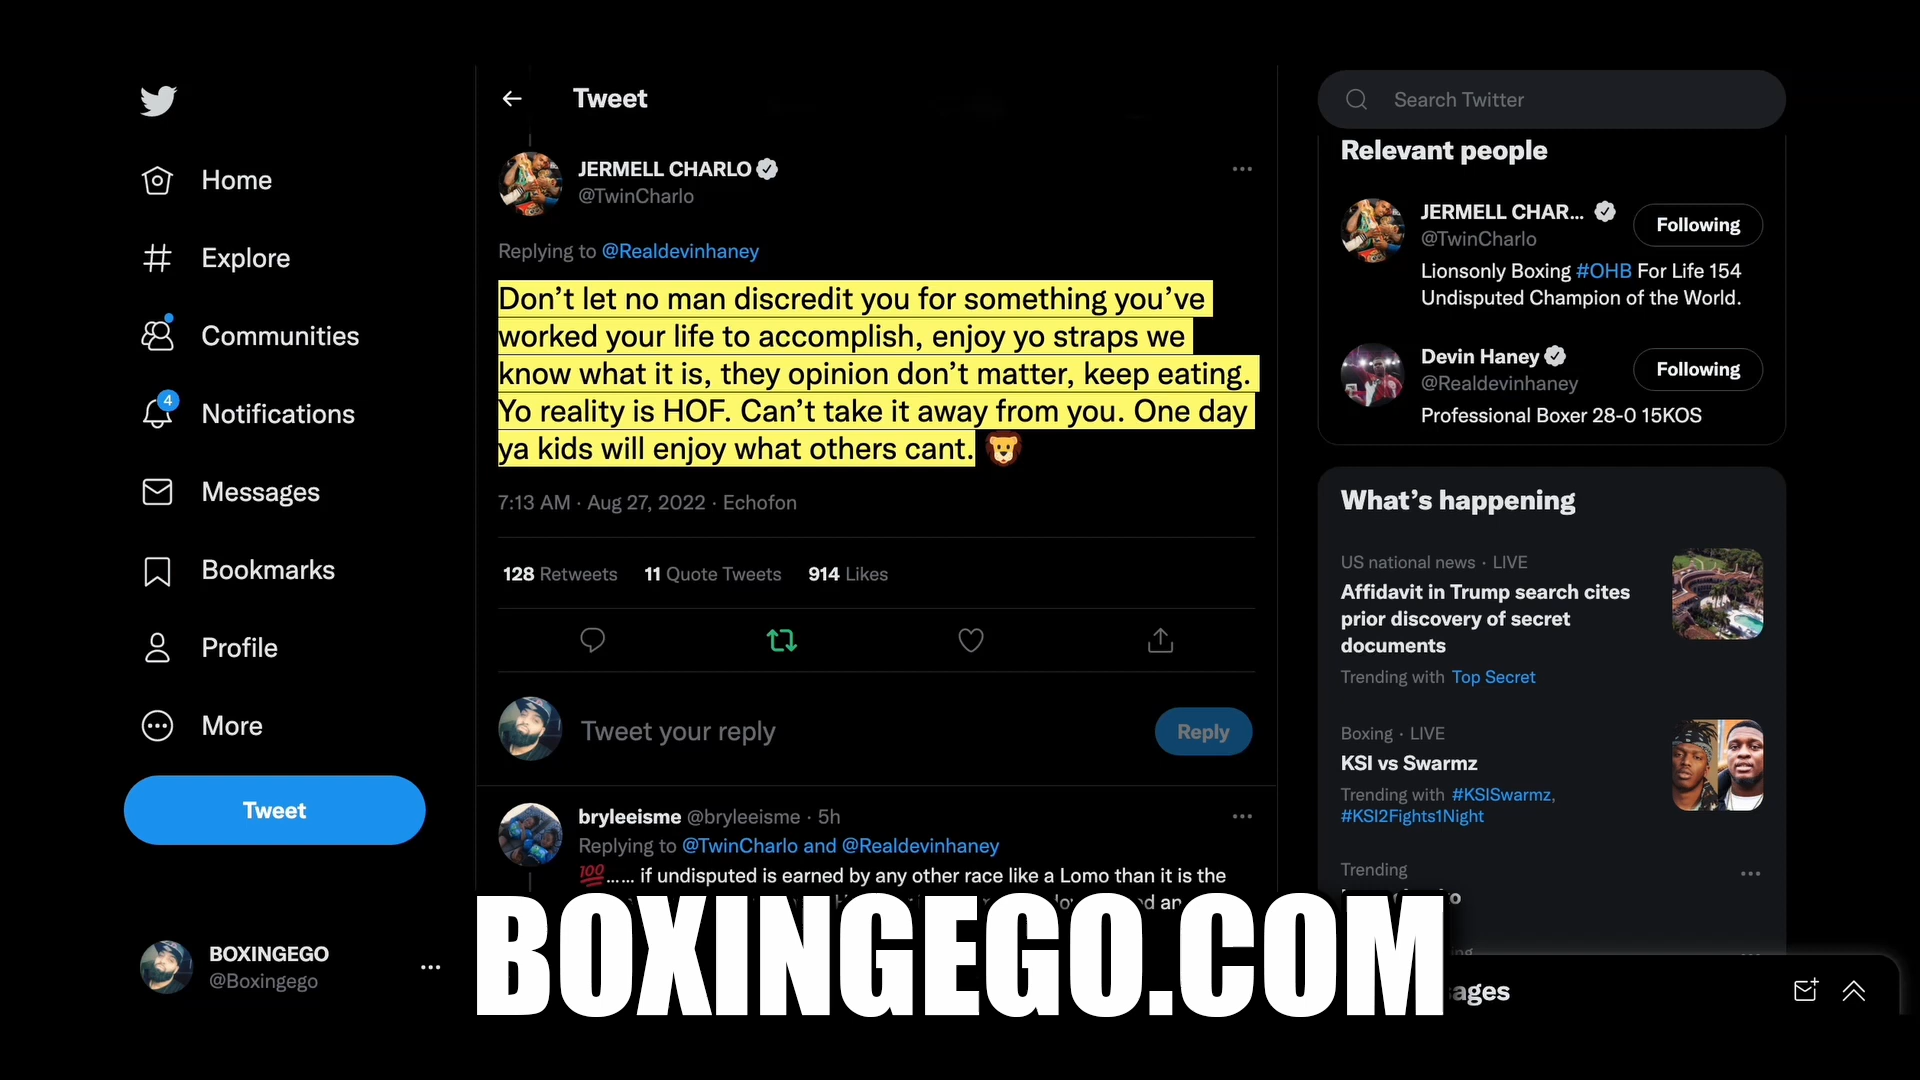 Home
Explore
Communities
4
Notifications
Messages
Bookmarks
Profile
More
Tweet
BOXINGEGO
@Boxingego
Tweet
JERMELL CHARLO
@TwinCharlo
Replying to @Realdevinhaney
Don’t let no man discredit you for something you’ve
worked your life to accomplish, enjoy yo straps we
know what it is, they opinion don’t matter, keep eating.
Yo reality is HOF. Can’t take it away from you. One day
ya kids will enjoy what others cant. 🦁
7:13 AM · Aug 27, 2022 · Echofon
128 Retweets 11 Quote Tweets 914 Likes
Tweet your reply
Reply
bryleeisme @bryleeisme · 5h
Replying to @TwinCharlo and @Realdevinhaney
💯…… if undisputed is earned by any other race like a Lomo than it is the
BOXINGEGO.COM
Search Twitter
Relevant people
JERMELL CHAR...
@TwinCharlo
Following
Lionsonly Boxing #OHB For Life 154
Undisputed Champion of the World.
Devin Haney
@Realdevinhaney
Following
Professional Boxer 28-0 15KOS
What’s happening
US national news · LIVE
Affidavit in Trump search cites
prior discovery of secret
documents
Trending with Top Secret
Boxing · LIVE
KSI vs Swarmz
Trending with #KSISwarmz,
#KSI2Fights1Night
Trending